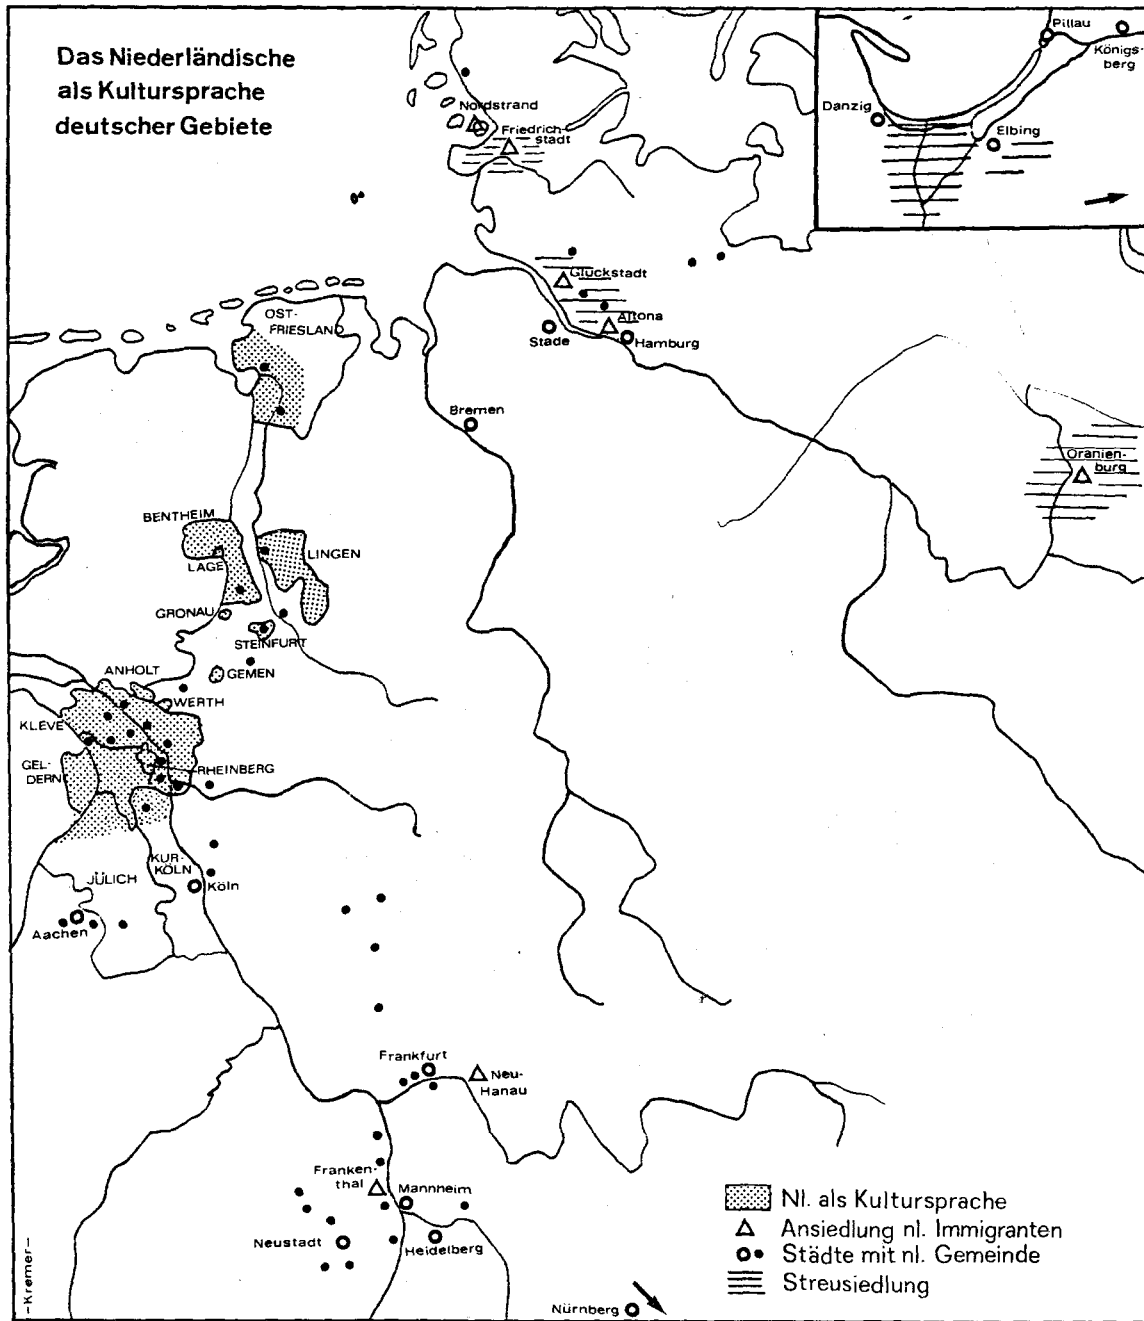 Das Niederländische
als Kultursprache
deutscher Gebiete
Pillau
Königs-
berg
Danzig
Elbing
Nordstrand
Friedrich-
stadt
Glückstadt
Altona
Stade
Hamburg
OST-
FRIESLAND
Bremen
Oranien-
burg
BENTHEIM
LINGEN
LAGE
GRONAU
STEINFURT
GEMEN
ANHOLT
WERTH
KLEVE
GEL-
DERN
RHEINBERG
KUR-
KÖLN
JÜLICH
Köln
Aachen
Frankfurt
Neu-
Hanau
Franken-
thal
Mannheim
Neustadt
Heidelberg
Nürnberg
Nl. als Kultursprache
Ansiedlung nl. Immigranten
Städte mit nl. Gemeinde
Streusiedlung
-Kremer-